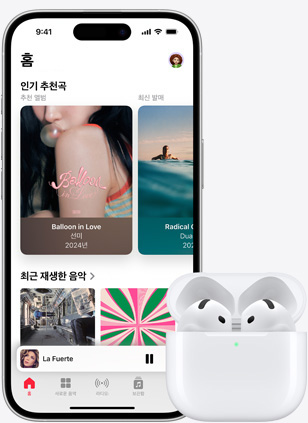 9:41
홈
인기 추천곡
추천 앨범
최신 발매
Balloon
in Love
Balloon in Love
선미
2024년
Radical O
Dua
202
최근 재생한 음악 >
La Fuerte
홈
새로운 음악
라디오
보관함